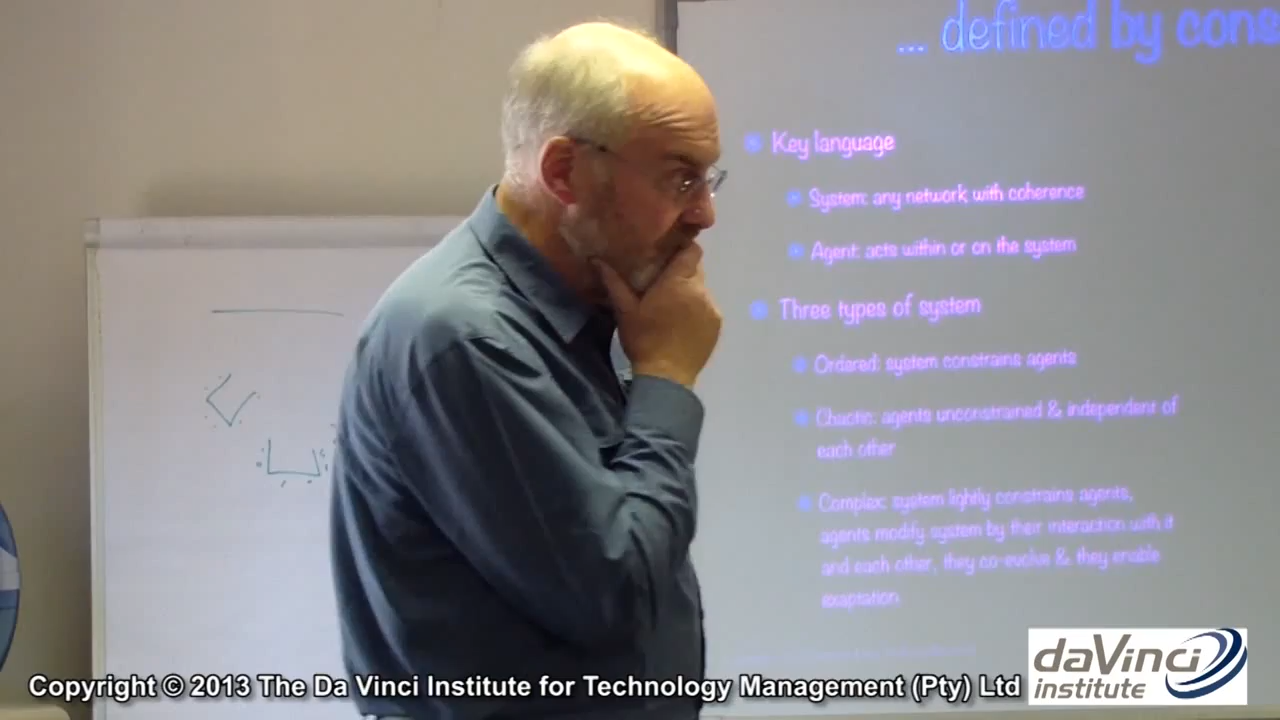 ... defined by cons
Key language
System: any network with coherence
Agent: acts within or on the system
Three types of system
Ordered: system constrains agents
Chactic: agents unconstrained & independent of
each other
Complex: system lightly constrains agents,
agents modify system by their interaction with it
and each other, they co-evolve & they enable
exaptation
daVinci
institute
Copyright © 2013 The Da Vinci Institute for Technology Management (Pty) Ltd